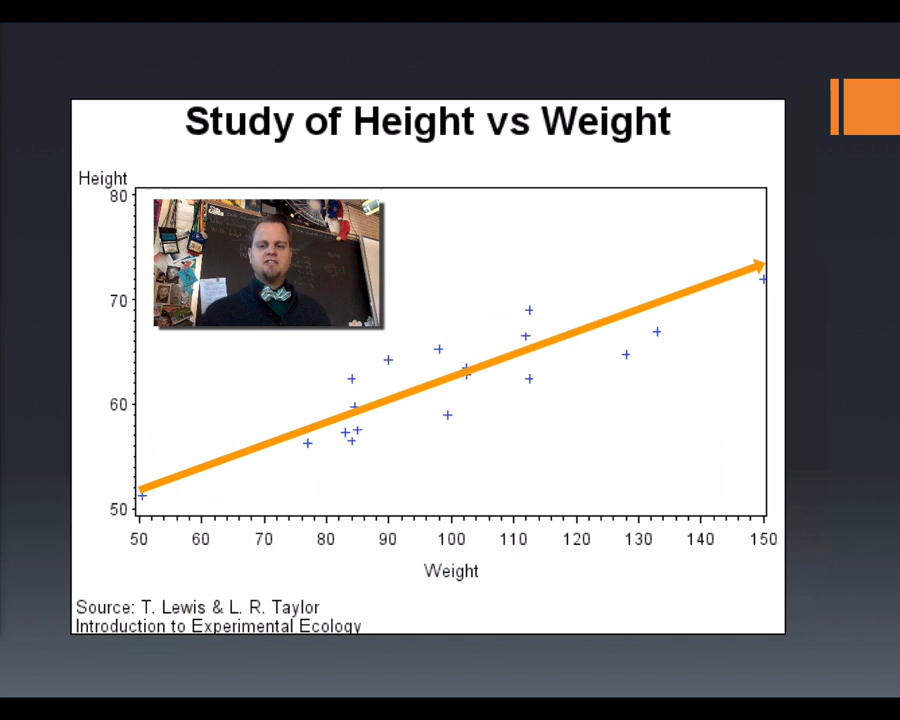 Study of Height vs Weight
Height
80
70
60
50
50 60 70 80 90 100 110 120 130 140 150
Weight
Source: T. Lewis & L. R. Taylor
Introduction to Experimental Ecology